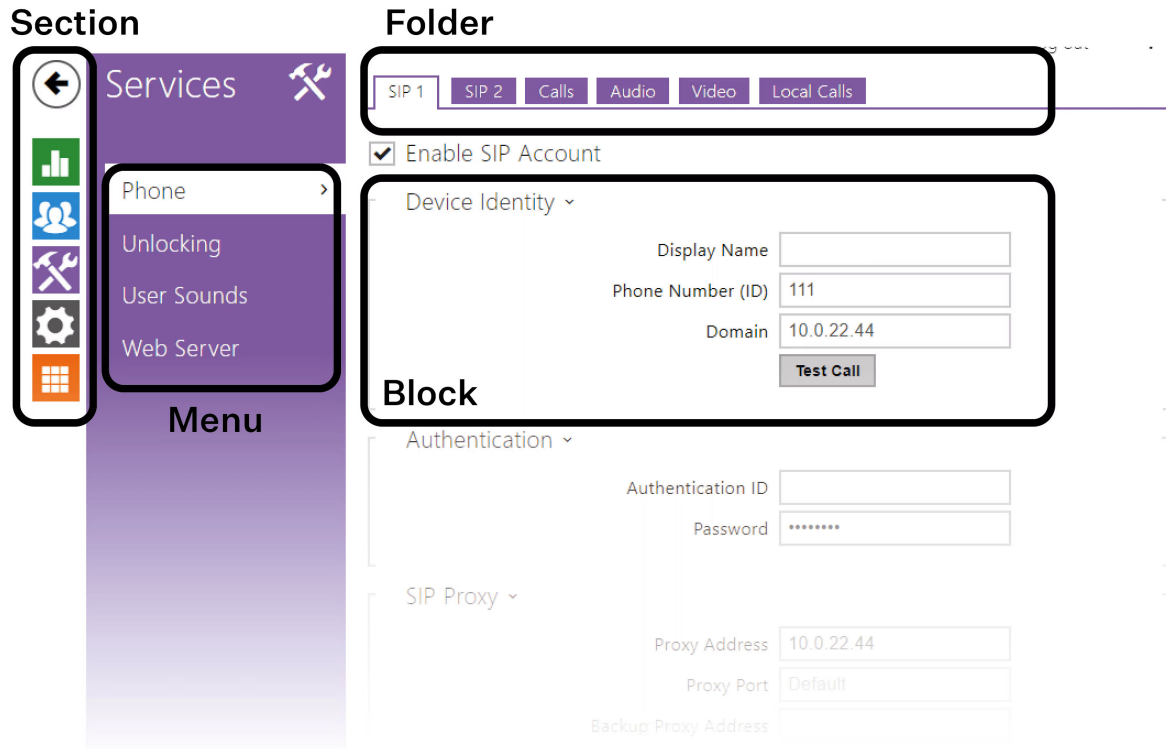 Section
Folder
Services
SIP 1 SIP 2 Calls Audio Video Local Calls
Enable SIP Account
Phone
Unlocking
User Sounds
Web Server
Menu
Device Identity
Display Name
Phone Number (ID) 111
Domain 10.0.22.44
Test Call
Block
Authentication
Authentication ID
Password ••••••••
SIP Proxy
Proxy Address 10.0.22.44
Proxy Port Default
Backup Proxy Address